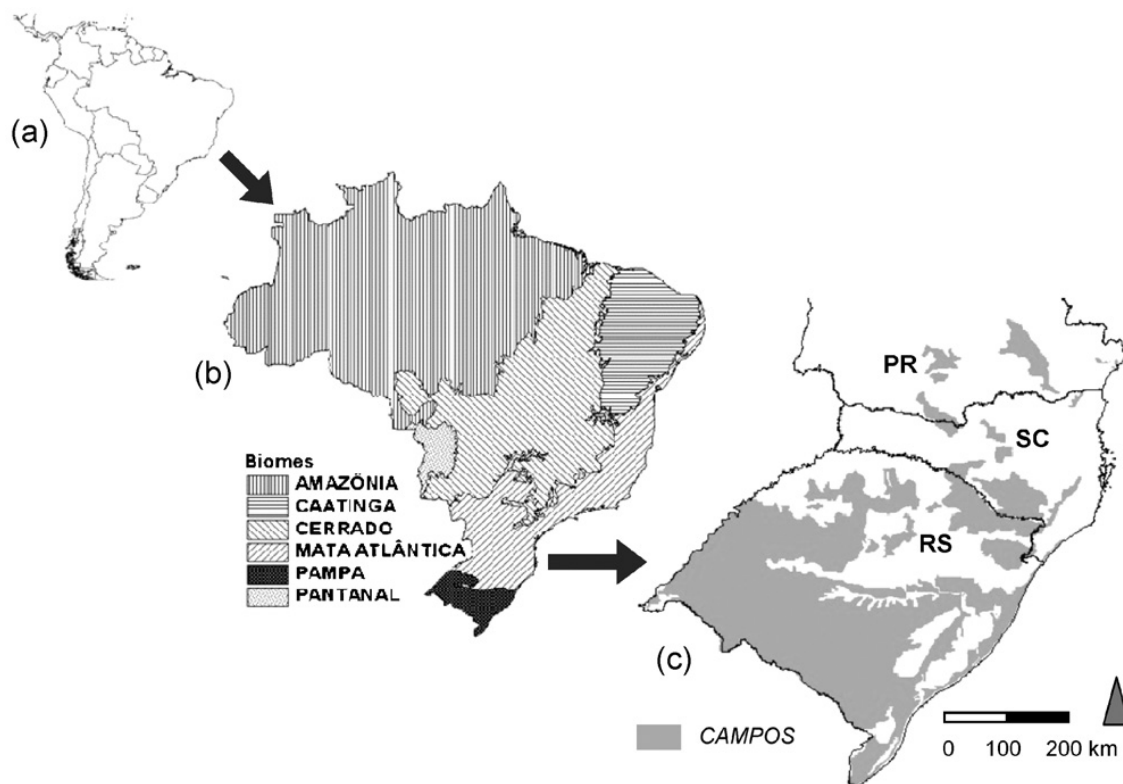 (a)
(b)
Biomes
AMAZÔNIA
CAATINGA
CERRADO
MATA ATLÂNTICA
PAMPA
PANTANAL
PR
SC
RS
(c)
CAMPOS
0 100 200 km